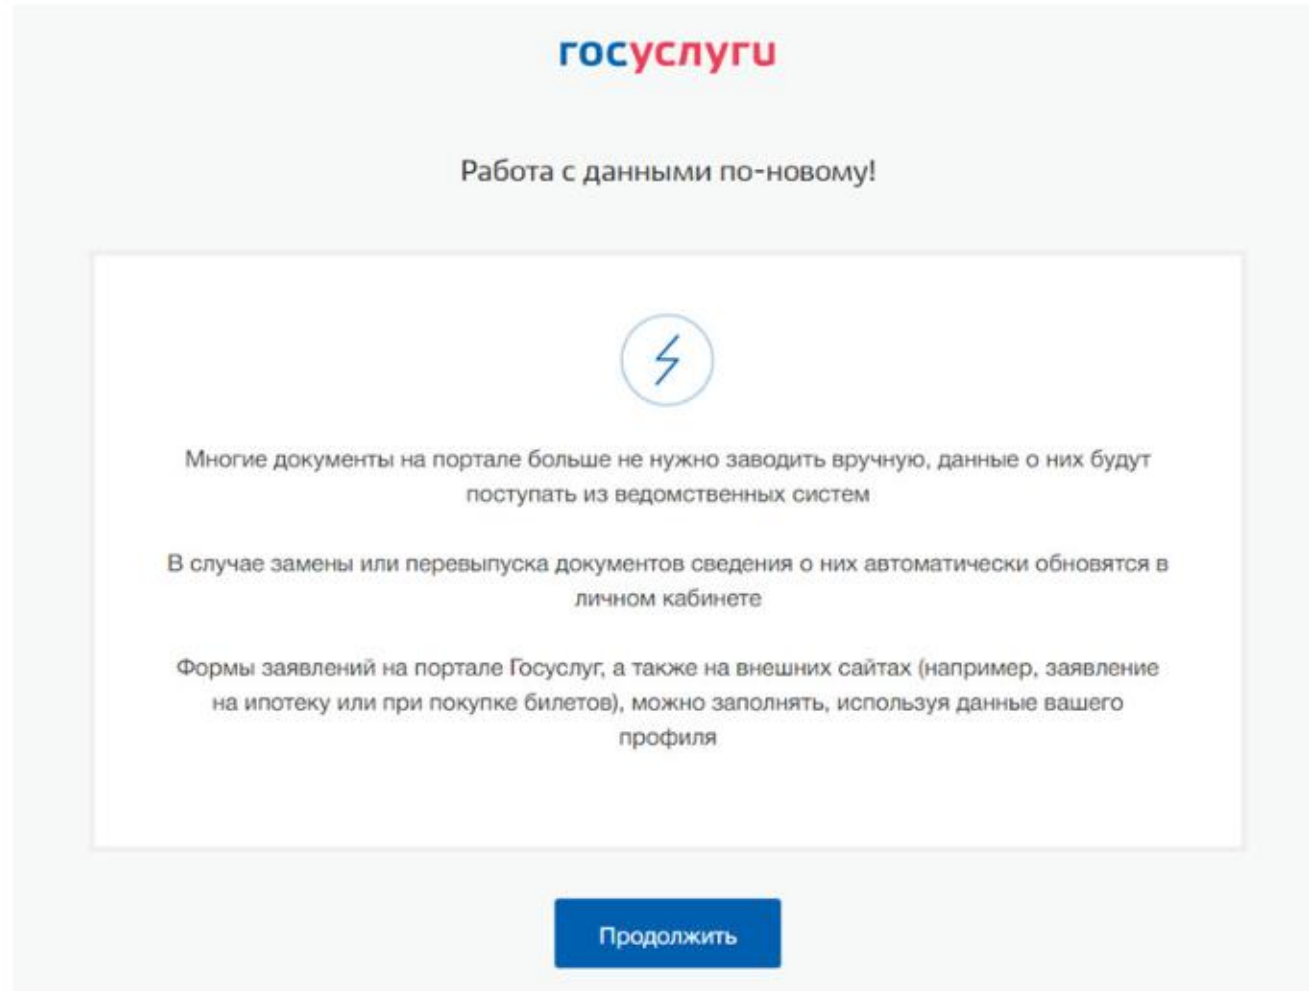 госуслуги
Работа с данными по-новому!
Многие документы на портале больше не нужно заводить вручную, данные о них будут
поступать из ведомственных систем
В случае замены или перевыпуска документов сведения о них автоматически обновятся в
личном кабинете
Формы заявлений на портале Госуслуг, а также на внешних сайтах (например, заявление
на ипотеку или при покупке билетов), можно заполнять, используя данные вашего
профиля
Продолжить